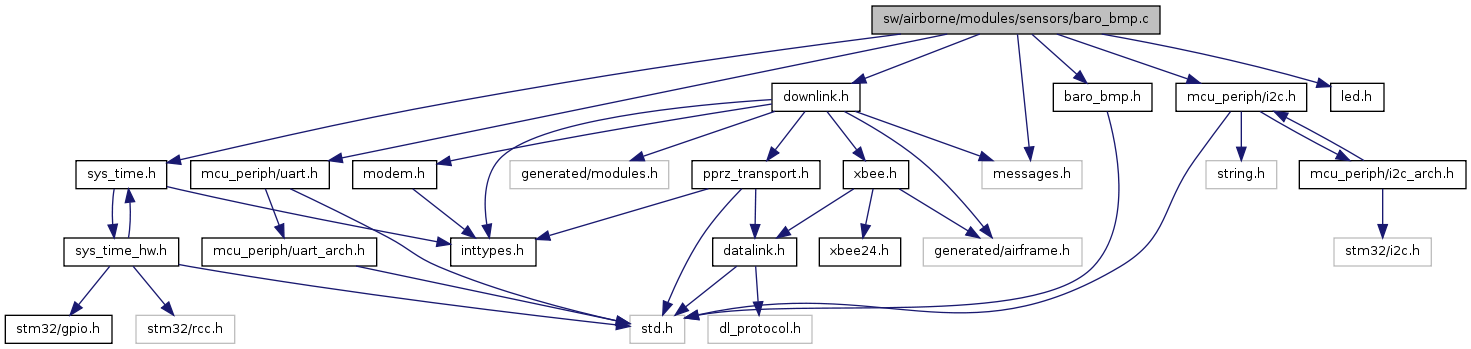 sw/airborne/modules/sensors/baro_bmp.c
downlink.h
baro_bmp.h
mcu_periph/i2c.h
led.h
sys_time.h
mcu_periph/uart.h
modem.h
generated/modules.h
pprz_transport.h
xbee.h
messages.h
string.h
mcu_periph/i2c_arch.h
sys_time_hw.h
mcu_periph/uart_arch.h
inttypes.h
datalink.h
xbee24.h
generated/airframe.h
stm32/i2c.h
stm32/gpio.h
stm32/rcc.h
std.h
dl_protocol.h